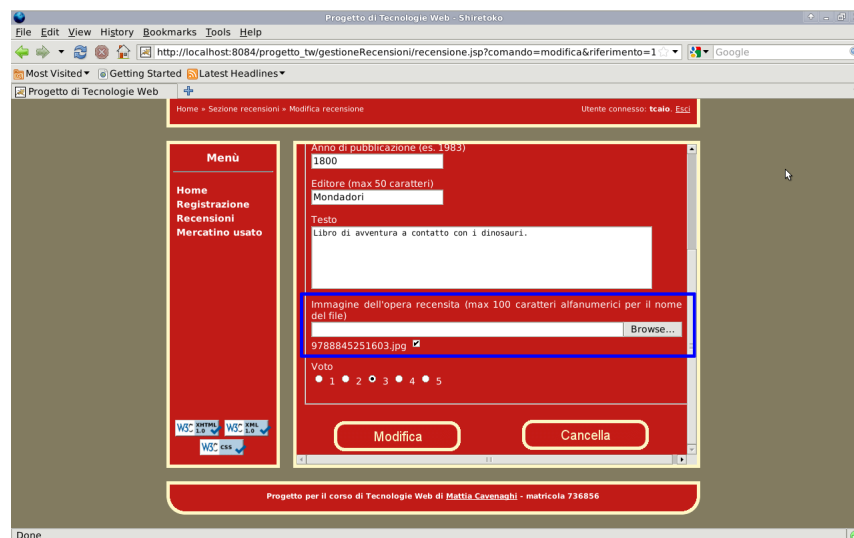 Progetto di Tecnologie Web - Shiretoko
File Edit View History Bookmarks Tools Help
http://localhost:8084/progetto_tw/gestioneRecensioni/recensione.jsp?comando=modifica&riferimento=1 Google
Most Visited Getting Started Latest Headlines
Progetto di Tecnologie Web
Home » Sezione recensioni » Modifica recensione Utente connesso: tcaio. Esci
Menù
Home
Registrazione
Recensioni
Mercatino usato
W3C XHTML 1.0 W3C XML 1.0
W3C css
Anno di pubblicazione (es. 1983)
1800
Editore (max 50 caratteri)
Mondadori
Testo
Libro di avventura a contatto con i dinosauri.
Immagine dell'opera recensita (max 100 caratteri alfanumerici per il nome
del file)
Browse...
9788845251603.jpg
Voto
1 2 3 4 5
Modifica Cancella
Progetto per il corso di Tecnologie Web di Mattia Cavenaghi - matricola 736856
Done